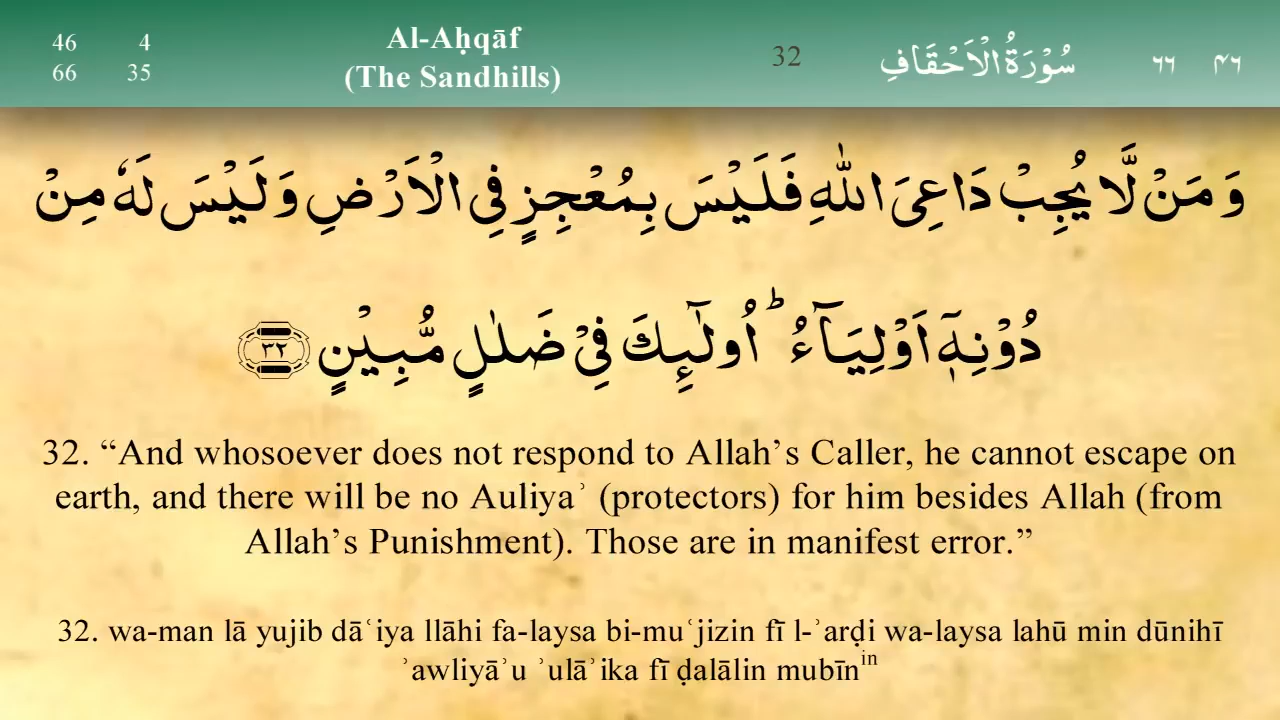 46 4
66 35
Al-Aḥqāf
(The Sandhills)
32
سُوْرَةُ الْاَحْقَافِ
٦٦ ۴٦
وَ مَنْ لَّا يُجِبْ دَاعِىَ اللّٰهِ فَلَيْسَ بِمُعْجِزٍ فِى الْاَرْضِ وَ لَيْسَ لَهٗ مِنْ
دُوْنِهٖۤ اَوْلِيَآءُ ؕ اُولٰٓئِكَ فِىْ ضَلٰلٍ مُّبِيْنٍ ٣٢
32. “And whosoever does not respond to Allah’s Caller, he cannot escape on
earth, and there will be no Auliyaʾ (protectors) for him besides Allah (from
Allah’s Punishment). Those are in manifest error.”
32. wa-man lā yujib dāʿiya llāhi fa-laysa bi-muʿjizin fī l-ʾarḍi wa-laysa lahū min dūnihī
ʾawliyāʾu ʾulāʾika fī ḍalālin mubīnⁱⁿ